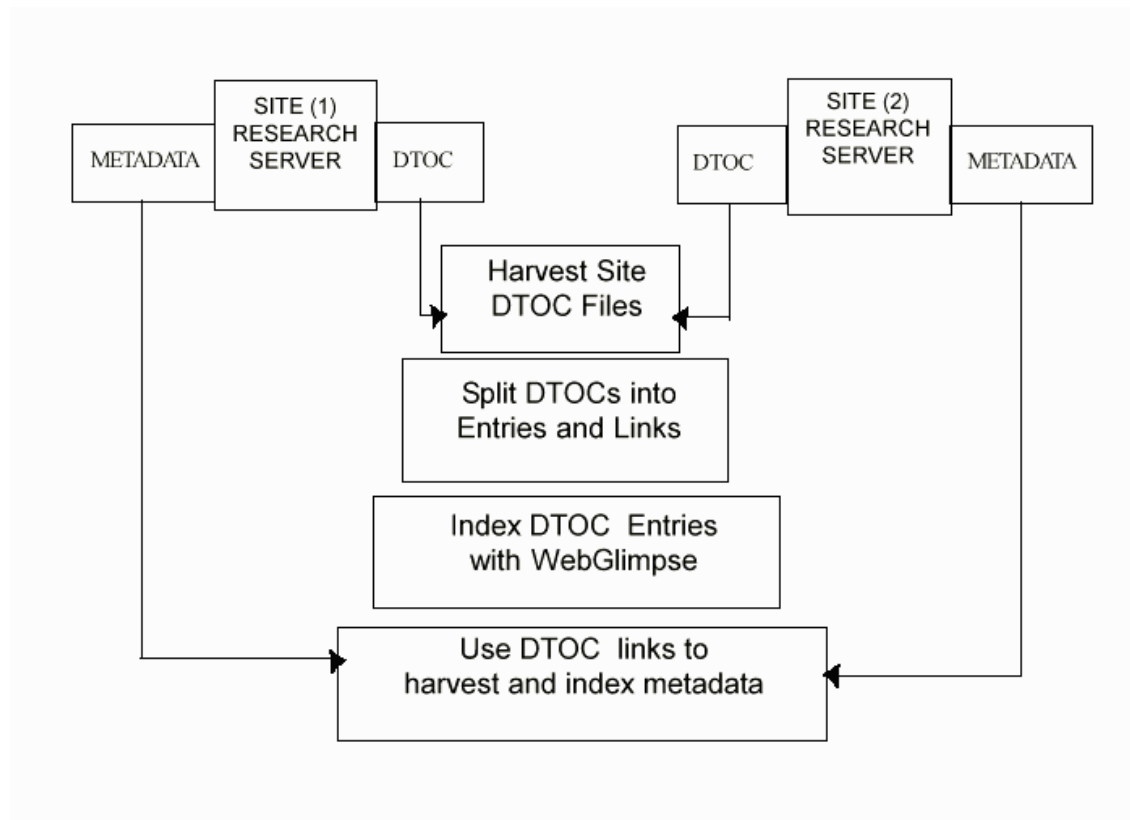 SITE (1)
RESEARCH
SERVER
METADATA
DTOC
SITE (2)
RESEARCH
SERVER
DTOC
METADATA
Harvest Site
DTOC Files
Split DTOCs into
Entries and Links
Index DTOC Entries
with WebGlimpse
Use DTOC links to
harvest and index metadata